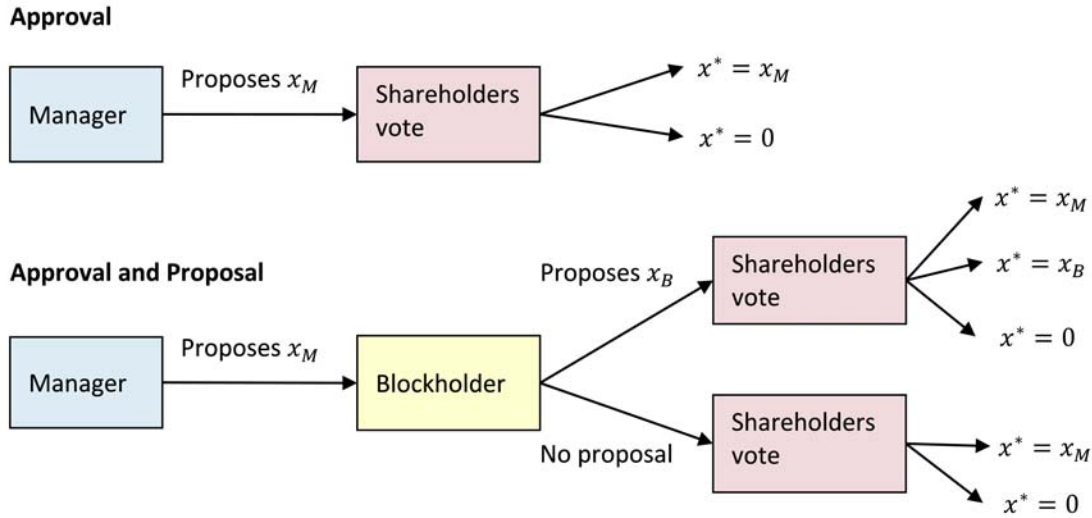 Approval
Manager
Proposes x_M
Shareholders
vote
x* = x_M
x* = 0
Approval and Proposal
Manager
Proposes x_M
Blockholder
Proposes x_B
No proposal
Shareholders
vote
x* = x_M
x* = x_B
x* = 0
Shareholders
vote
x* = x_M
x* = 0